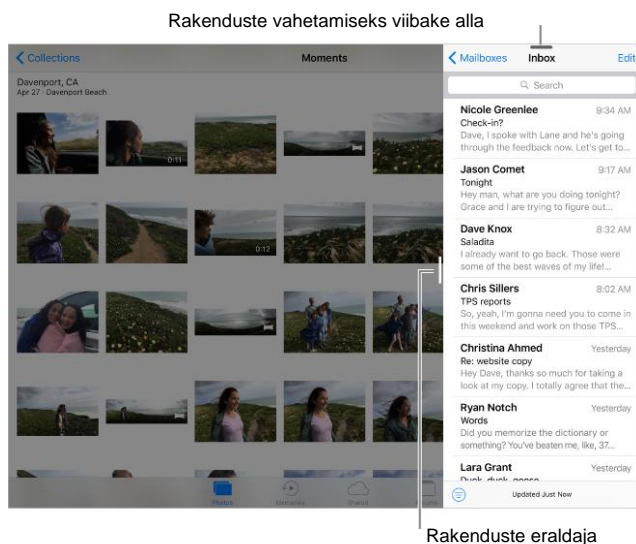 Rakenduste vahetamiseks viibake alla
Collections
Moments
Davenport, CA
Apr 27 · Davenport Beach
0:11
0:12
Photos
Memories
Shared
Mailboxes
Inbox
Edit
Search
Nicole Greenlee 9:34 AM
Check-in?
Dave, I spoke with Lane and he's going
through the feedback now. Let's get to...
Jason Comet 9:17 AM
Tonight
Hey man, what are you doing tonight?
Grace and I are trying to figure out...
Dave Knox 8:32 AM
Saladita
I already want to go back. Those were
some of the best waves of my life!...
Chris Sillers 8:02 AM
TPS reports
So, yeah, I'm gonna need you to come in
this weekend and work on those TPS...
Christina Ahmed Yesterday
Re: website copy
Hey Dave, thanks so much for taking a
look at my copy. I totally agree that the...
Ryan Notch Yesterday
Words
Did you memorize the dictionary or
something? You've beaten me, like, 37...
Lara Grant Yesterday
Duck, duck, goose
Updated Just Now
Rakenduste eraldaja